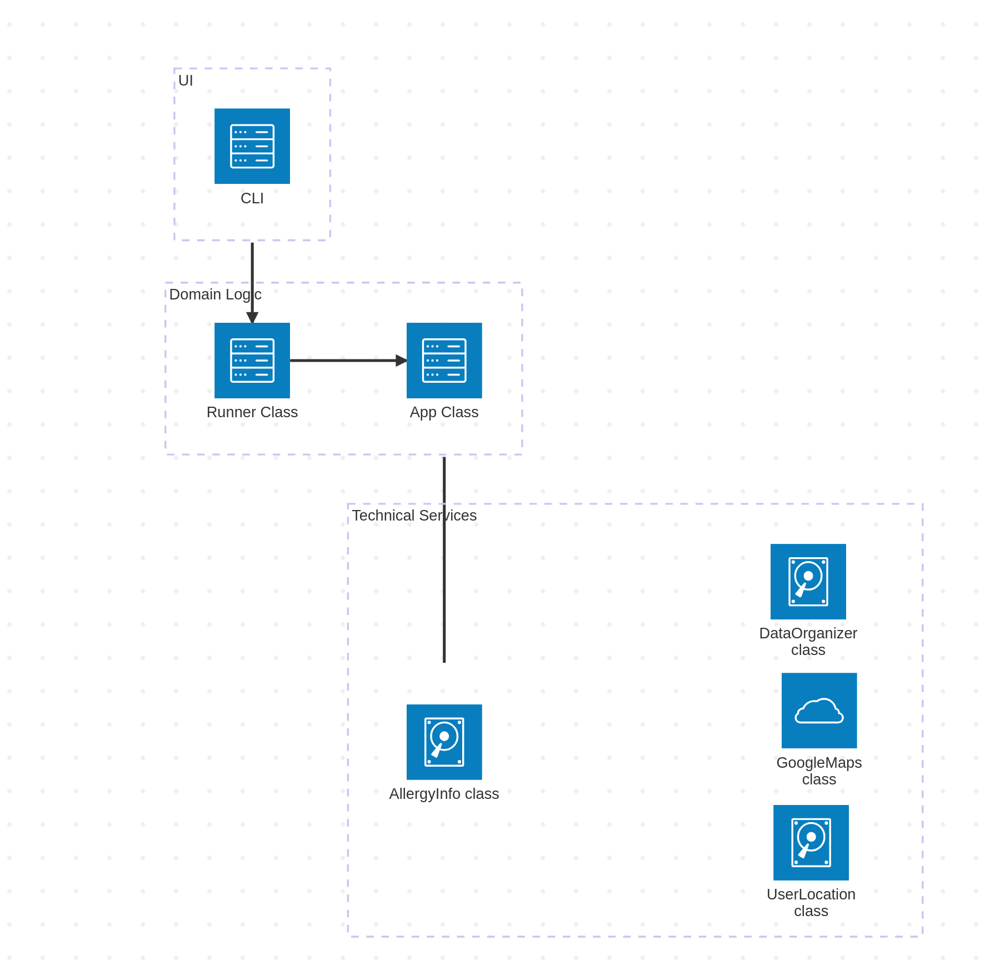 UI
CLI
Domain Logic
Runner Class
App Class
Technical Services
DataOrganizer
class
GoogleMaps
class
AllergyInfo class
UserLocation
class